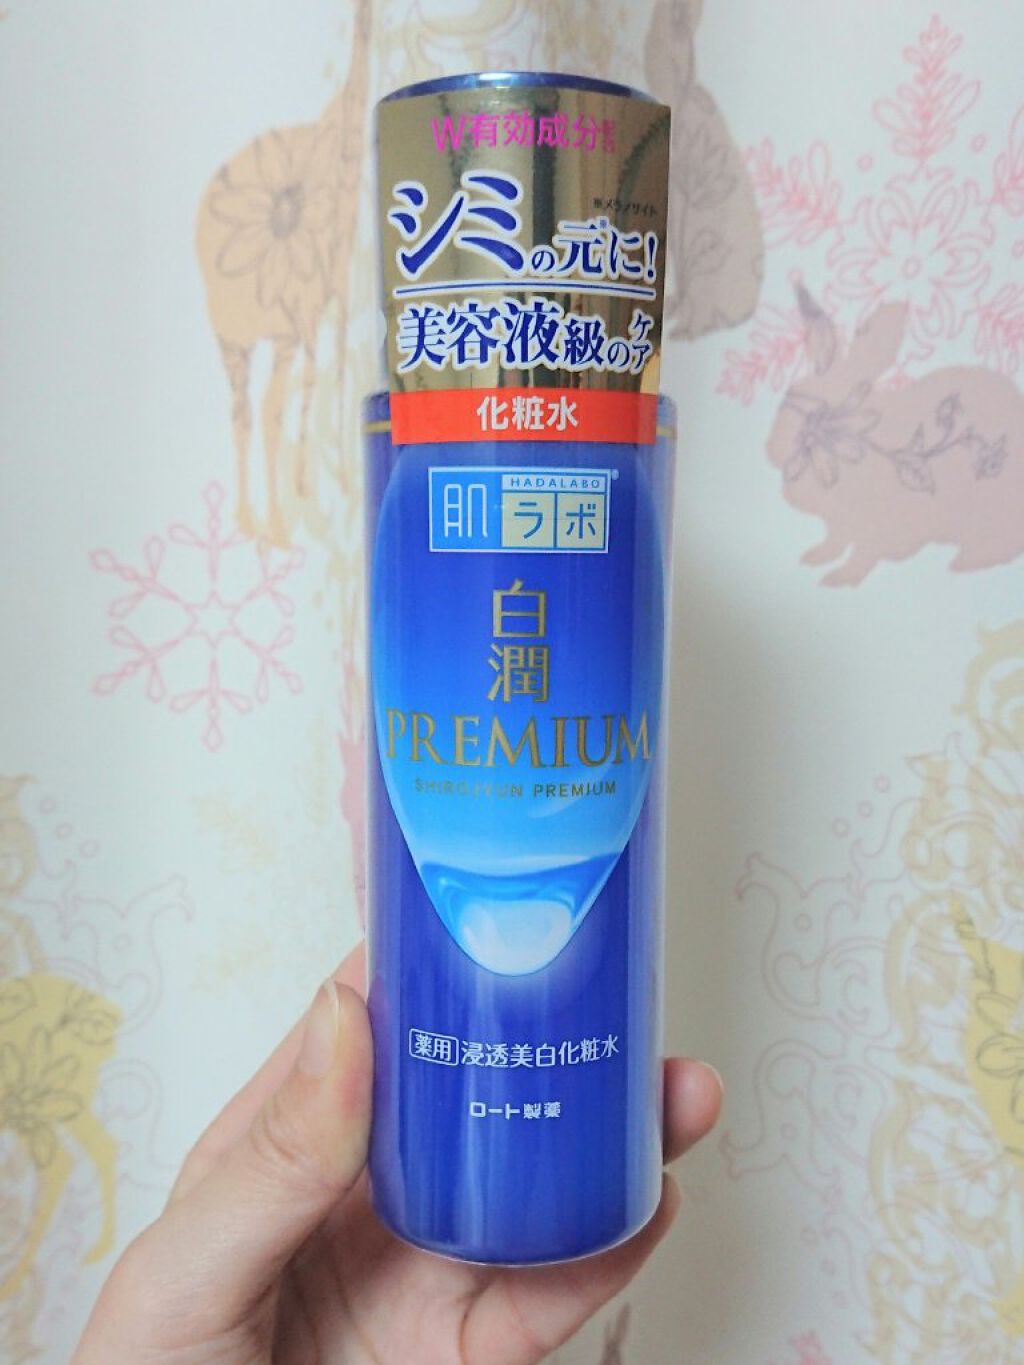 W有効成分配合
※メラノサイト
シミの元※に!
美容液級のケア
化粧水
HADALABO®
肌ラボ
白潤
PREMIUM
SHIROJYUN PREMIUM
薬用 浸透美白化粧水
ロート製薬